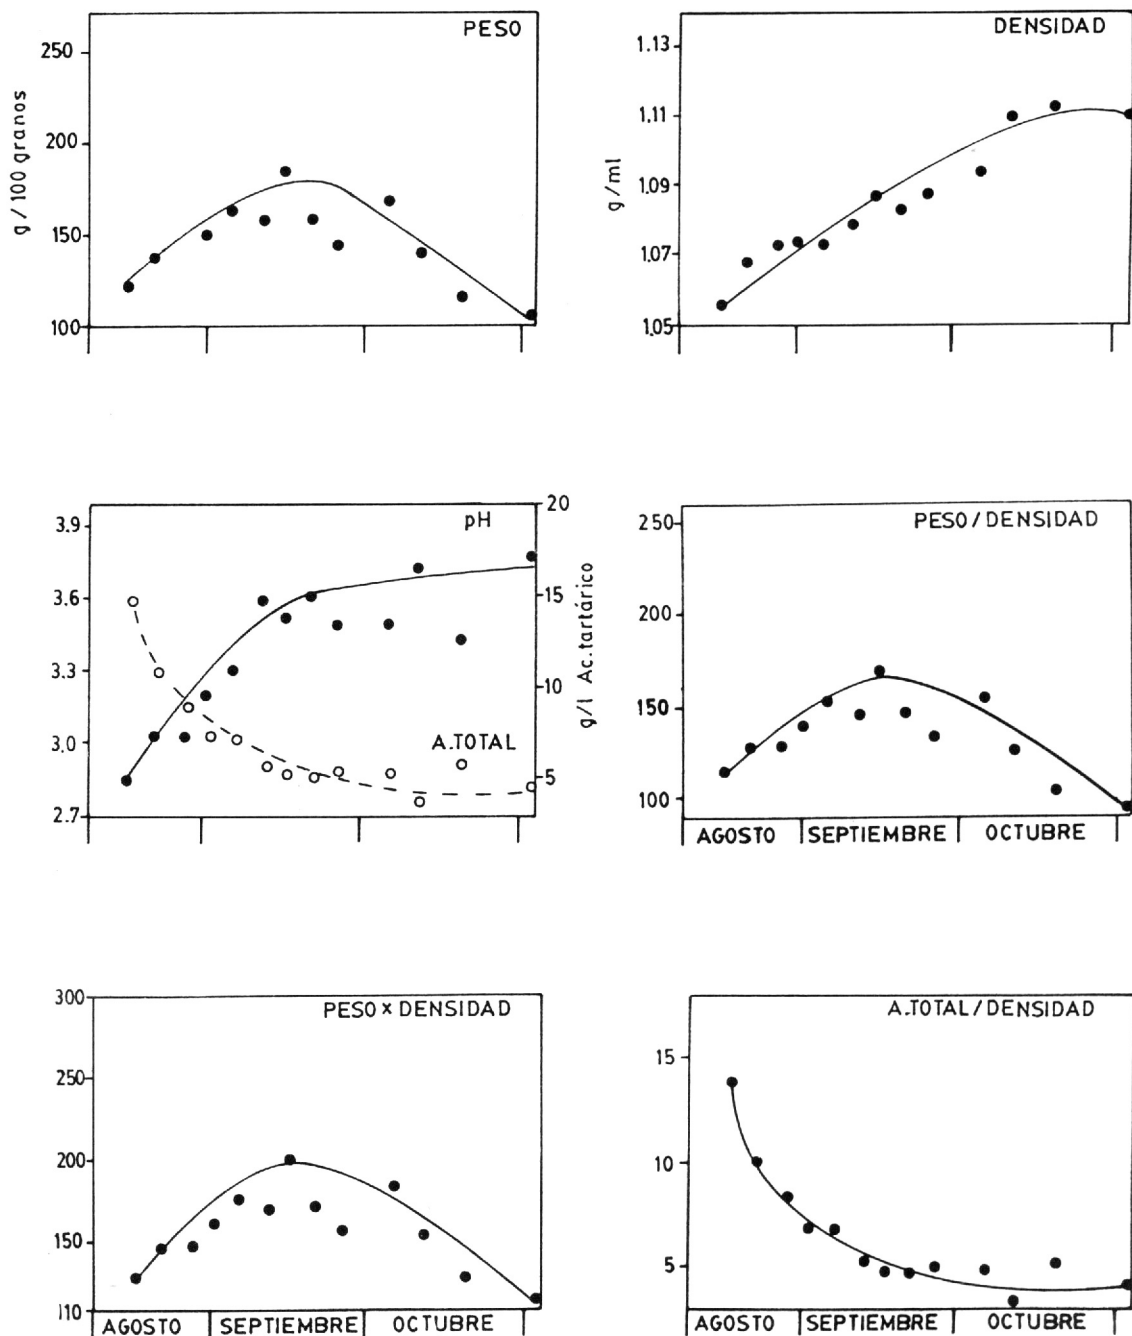 PESO
250
200
150
100
g/100 granos
DENSIDAD
1.13
1.11
1.09
1.07
1.05
g/ml
pH
3.9
3.6
3.3
3.0
2.7
20
15
10
5
g/l Ac.tartárico
A.TOTAL
PESO/DENSIDAD
250
200
150
100
AGOSTO SEPTIEMBRE OCTUBRE
PESO x DENSIDAD
300
250
200
150
110
AGOSTO SEPTIEMBRE OCTUBRE
A.TOTAL/DENSIDAD
15
10
5
AGOSTO SEPTIEMBRE OCTUBRE